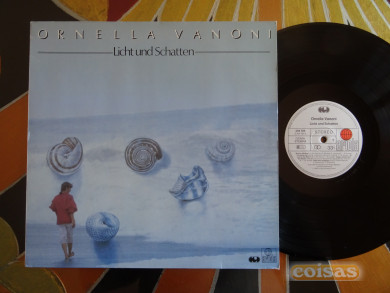 ORNELLA VANONI
Licht und Schatten
Ornella Vanoni
Licht und Schatten
STEREO
coisas